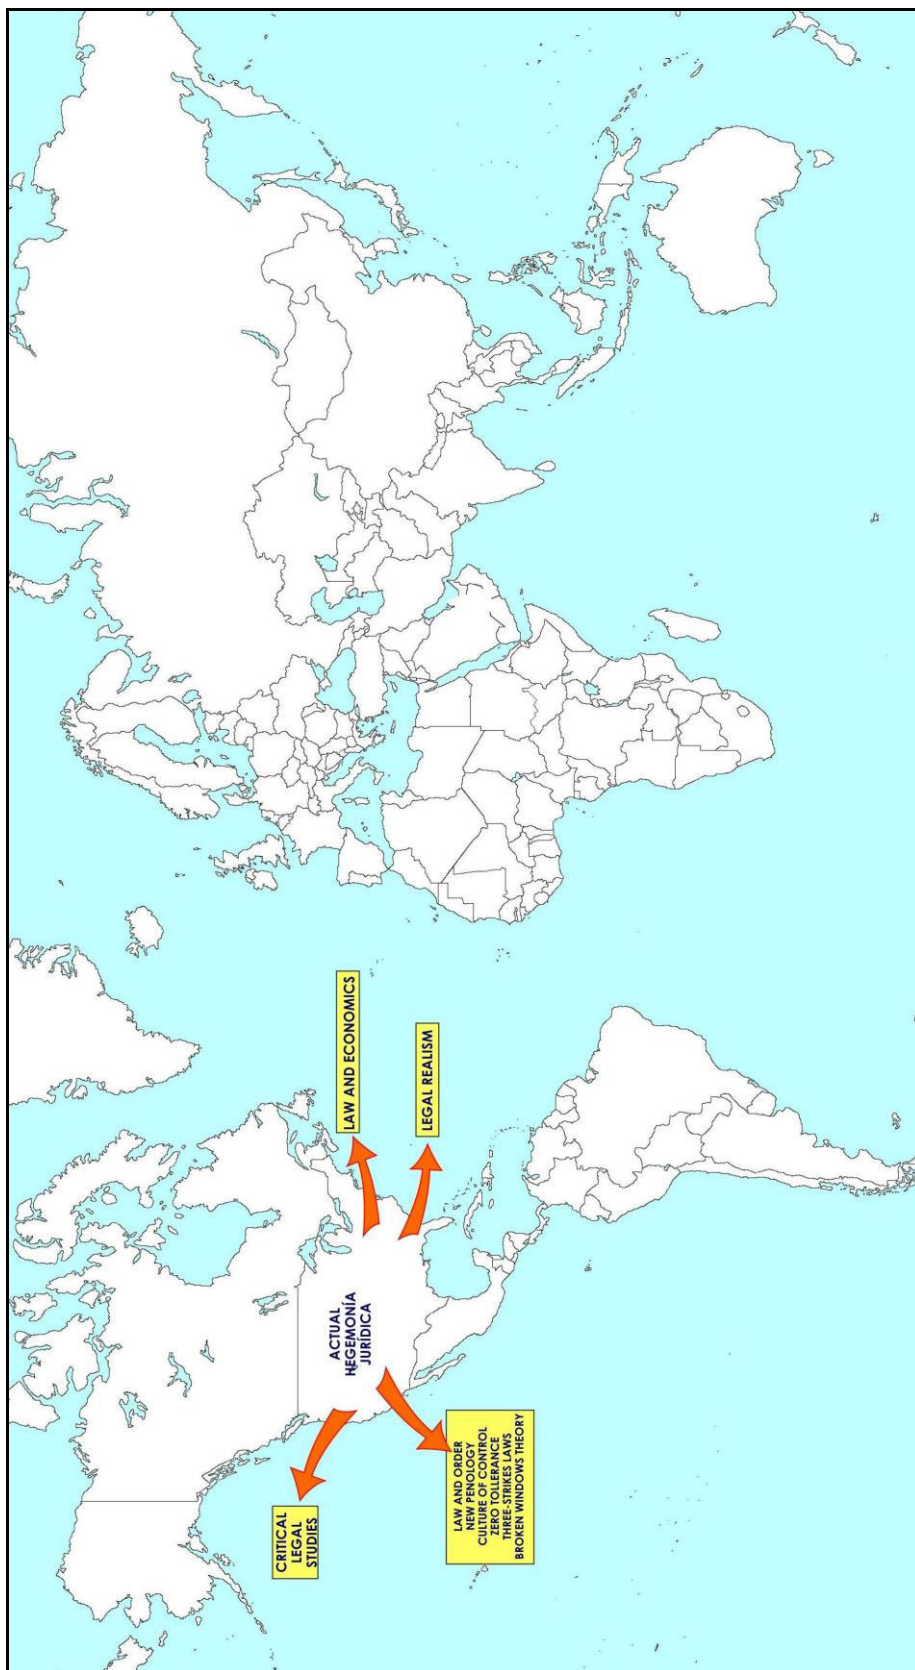 CRITICAL
LEGAL
STUDIES
ACTUAL
HEGEMONÍA
JURÍDICA
LAW AND ECONOMICS
LEGAL REALISM
LAW AND ORDER
NEW PENOLOGY
CULTURE OF CONTROL
ZERO TOLLERANCE
THREE-STRIKES LAWS
BROKEN WINDOWS THEORY